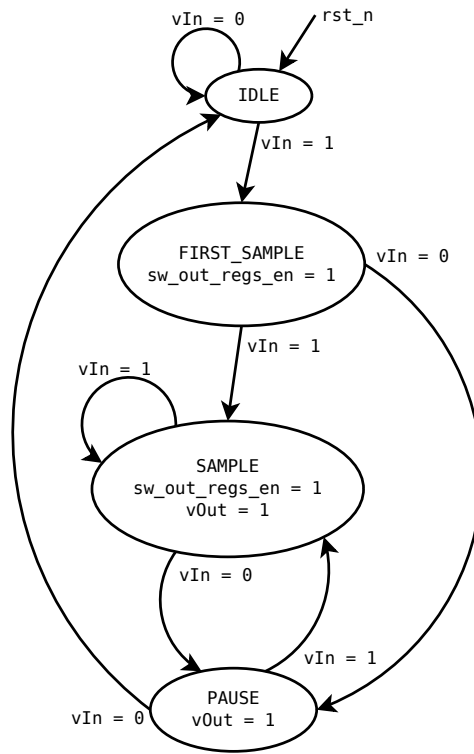 rst_n
vIn = 0
IDLE
vIn = 1
FIRST_SAMPLE
sw_out_regs_en = 1
vIn = 0
vIn = 1
vIn = 1
SAMPLE
sw_out_regs_en = 1
vOut = 1
vIn = 0
vIn = 1
PAUSE
vOut = 1
vIn = 0